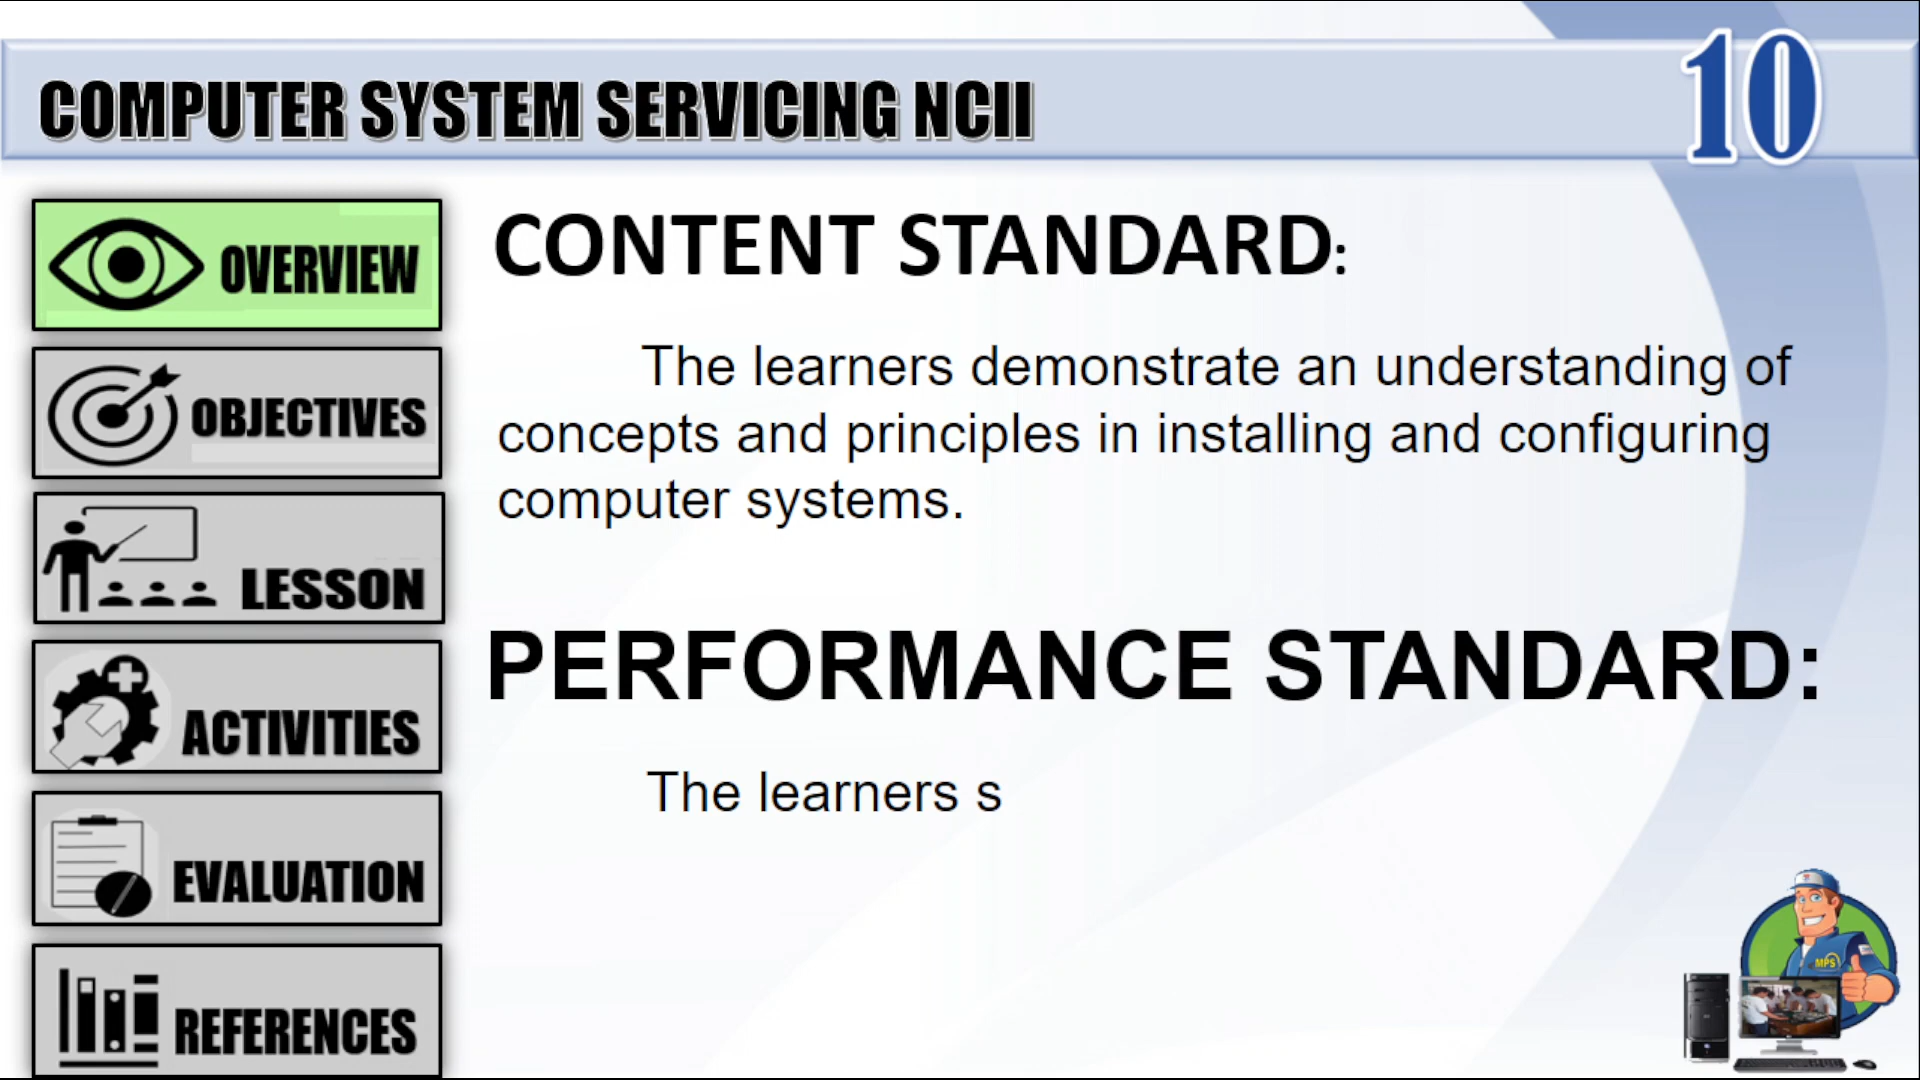 COMPUTER SYSTEM SERVICING NCII
10
OVERVIEW
OBJECTIVES
LESSON
ACTIVITIES
EVALUATION
REFERENCES
CONTENT STANDARD:
The learners demonstrate an understanding of
concepts and principles in installing and configuring
computer systems.
PERFORMANCE STANDARD:
The learners s
MPS